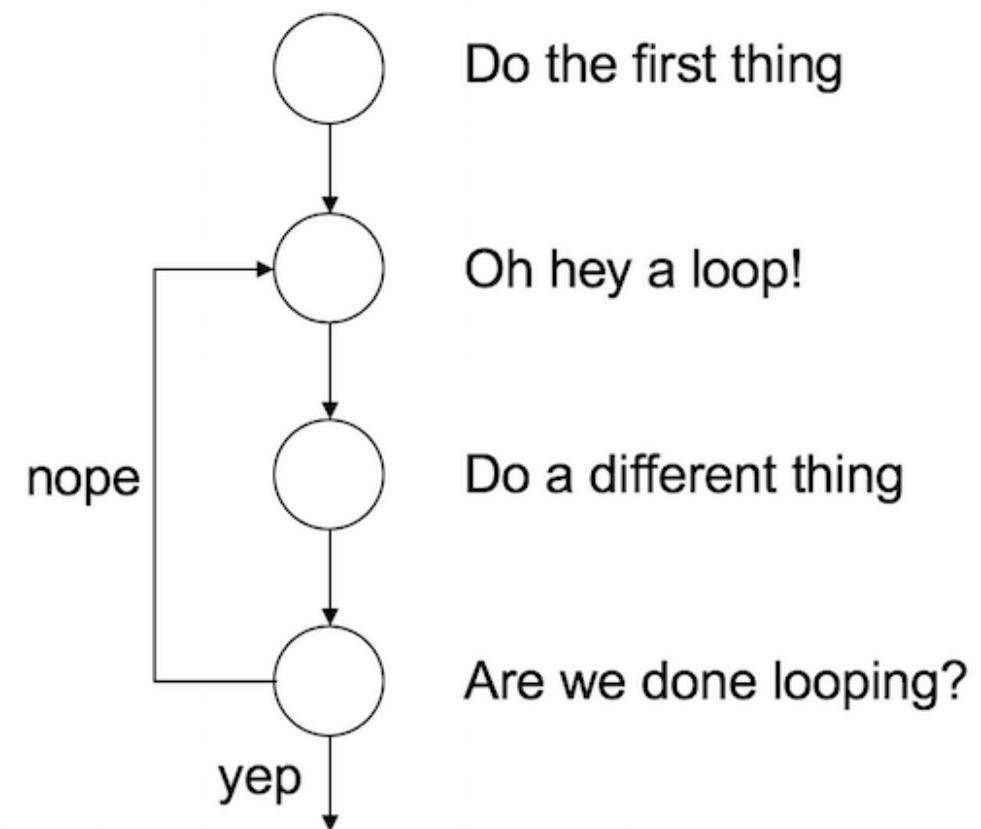 Do the first thing
Oh hey a loop!
nope
Do a different thing
Are we done looping?
yep